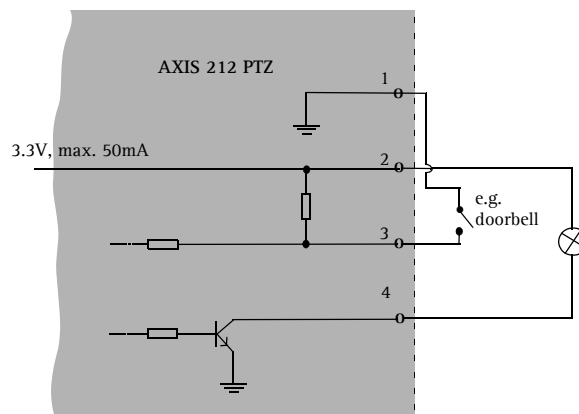 AXIS 212 PTZ
1
3.3V, max. 50mA
2
e.g.
doorbell
3
4